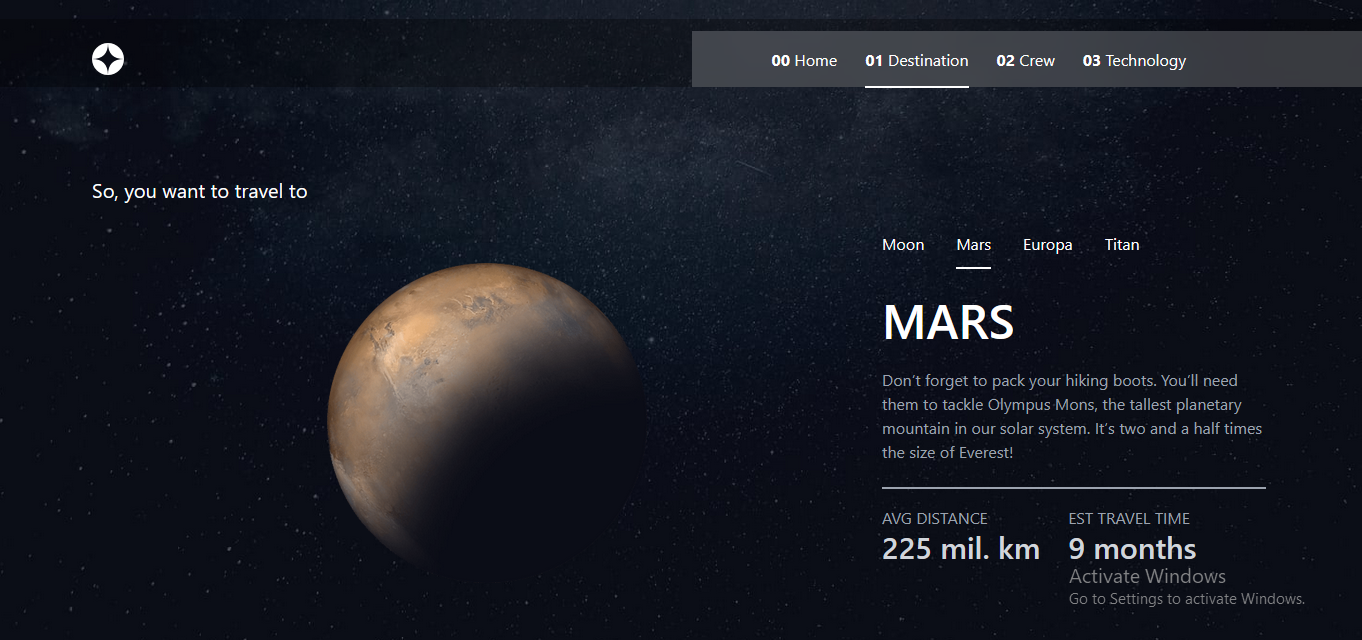 00 Home 01 Destination 02 Crew 03 Technology
So, you want to travel to
Moon Mars Europa Titan
MARS
Don’t forget to pack your hiking boots. You’ll need
them to tackle Olympus Mons, the tallest planetary
mountain in our solar system. It’s two and a half times
the size of Everest!
AVG DISTANCE EST TRAVEL TIME
225 mil. km 9 months
Activate Windows
Go to Settings to activate Windows.